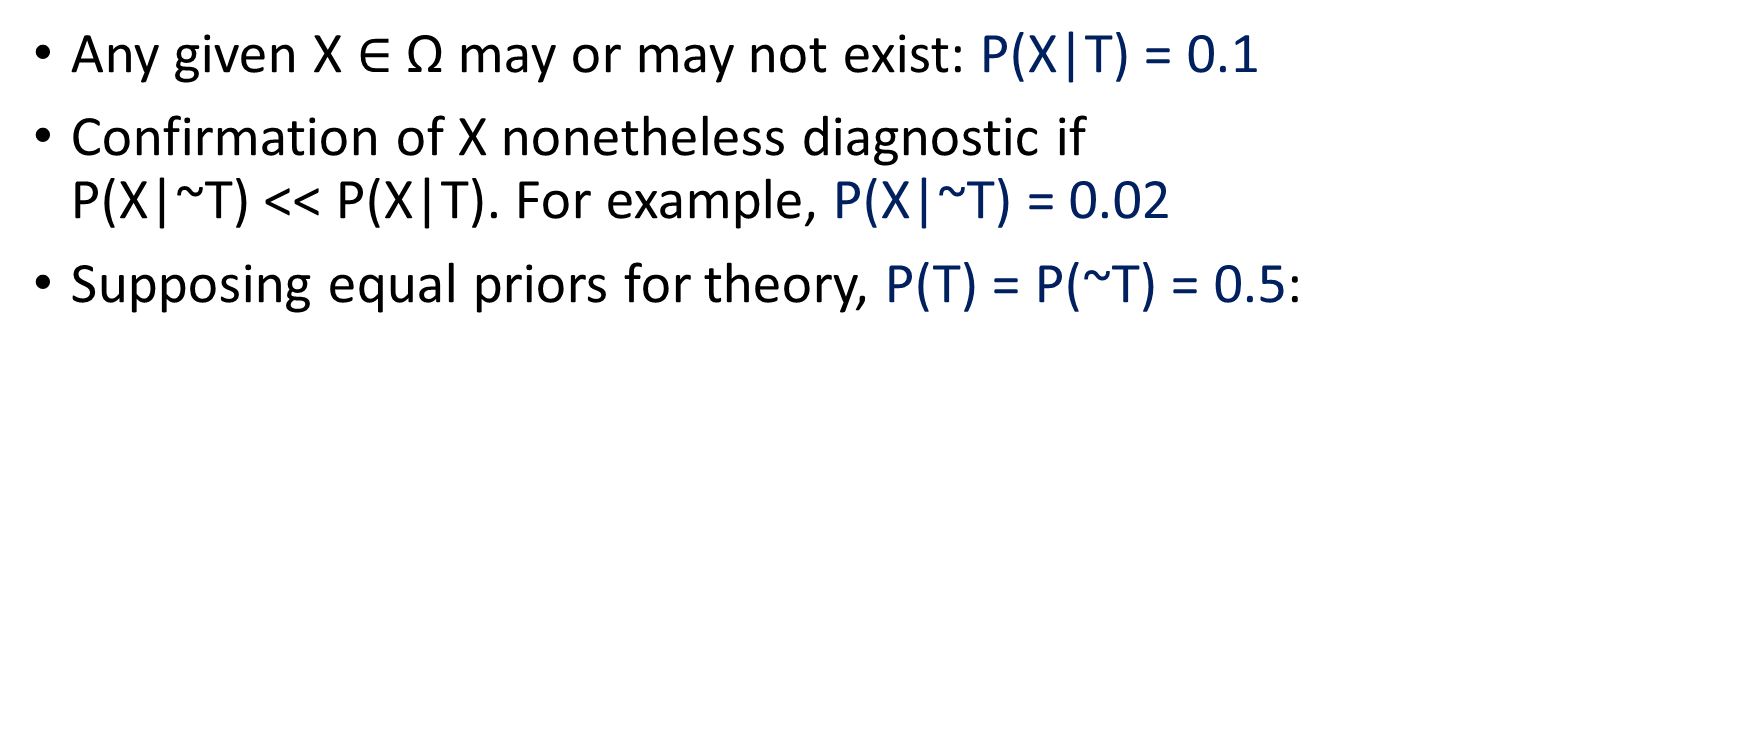 • Any given X ∈ Ω may or may not exist: P(X|T) = 0.1
• Confirmation of X nonetheless diagnostic if
P(X|~T) << P(X|T). For example, P(X|~T) = 0.02
• Supposing equal priors for theory, P(T) = P(~T) = 0.5: